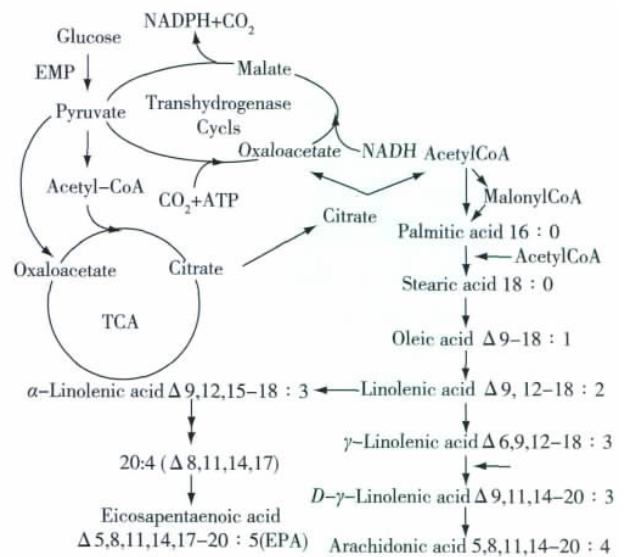 NADPH+CO₂
Glucose
EMP
Malate
Pyruvate
Transhydrogenase
Cycls
Oxaloacetate
NADH
AcetylCoA
Acetyl-CoA
CO₂+ATP
MalonylCoA
Citrate
Palmitic acid 16 : 0
AcetylCoA
Oxaloacetate
Citrate
Stearic acid 18 : 0
TCA
Oleic acid Δ9-18 : 1
α-Linolenic acid Δ9,12,15-18 : 3
Linolenic acid Δ9, 12-18 : 2
γ-Linolenic acid Δ6,9,12-18 : 3
20:4 (Δ8,11,14,17)
D-γ-Linolenic acid Δ9,11,14-20 : 3
Eicosapentaenoic acid
Δ5,8,11,14,17-20 : 5(EPA)
Arachidonic acid 5,8,11,14-20 : 4